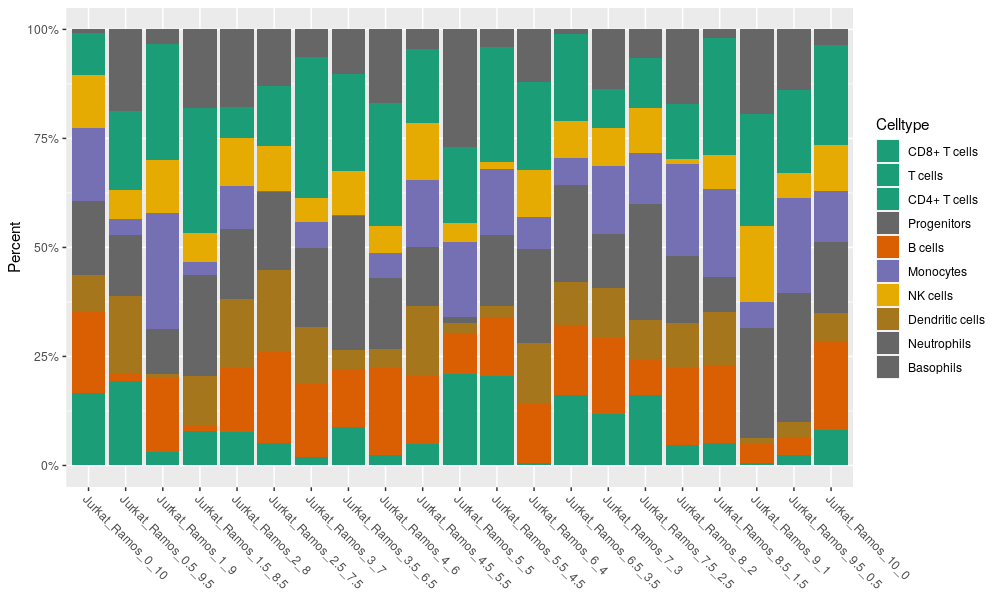 100%
75%
50%
25%
0%
Percent
Jurkat_Ramos_0_10
Jurkat_Ramos_05_9.5
Jurkat_Ramos_1_9
Jurkat_Ramos_1.5_8.5
Jurkat_Ramos_2_8
Jurkat_Ramos_2.5_7.5
Jurkat_Ramos_3_7
Jurkat_Ramos_3.5_6.5
Jurkat_Ramos_4_6
Jurkat_Ramos_4.5_5.5
Jurkat_Ramos_5_5
Jurkat_Ramos_5.5_4.5
Jurkat_Ramos_6_4
Jurkat_Ramos_6.5_3.5
Jurkat_Ramos_7_3
Jurkat_Ramos_7.5_2.5
Jurkat_Ramos_8_2
Jurkat_Ramos_8.5_1.5
Jurkat_Ramos_9_1
Jurkat_Ramos_9.5_0.5
Jurkat_Ramos_10_0
Celltype
CD8+ T cells
T cells
CD4+ T cells
Progenitors
B cells
Monocytes
NK cells
Dendritic cells
Neutrophils
Basophils